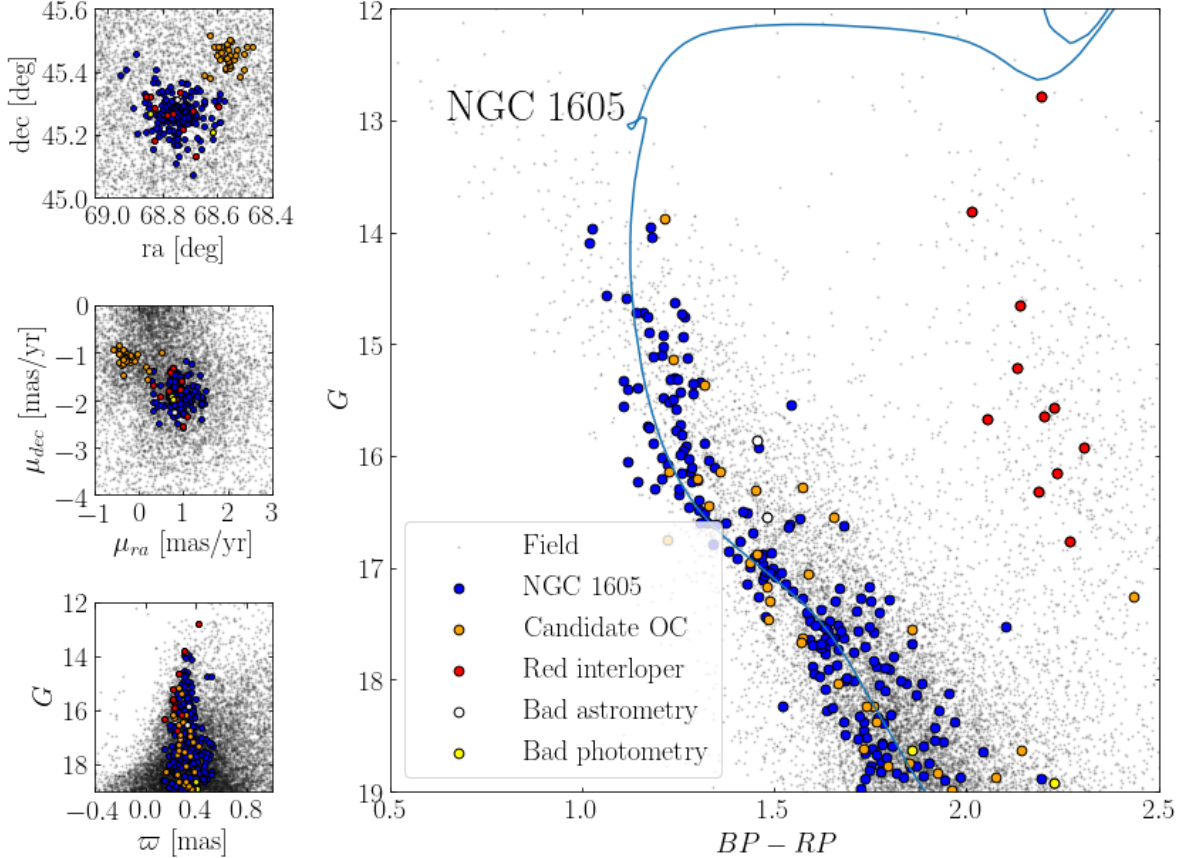 45.6
45.4
45.2
45.0
dec [deg]
69.0 68.8 68.6 68.4
ra [deg]
0
−1
−2
−3
−4
μ_dec [mas/yr]
−1 0 1 2 3
μ_ra [mas/yr]
12
14
16
18
G
−0.4 0.0 0.4 0.8
ϖ [mas]
12
13
14
15
16
17
18
19
G
NGC 1605
Field
NGC 1605
Candidate OC
Red interloper
Bad astrometry
Bad photometry
0.5 1.0 1.5 2.0 2.5
BP − RP